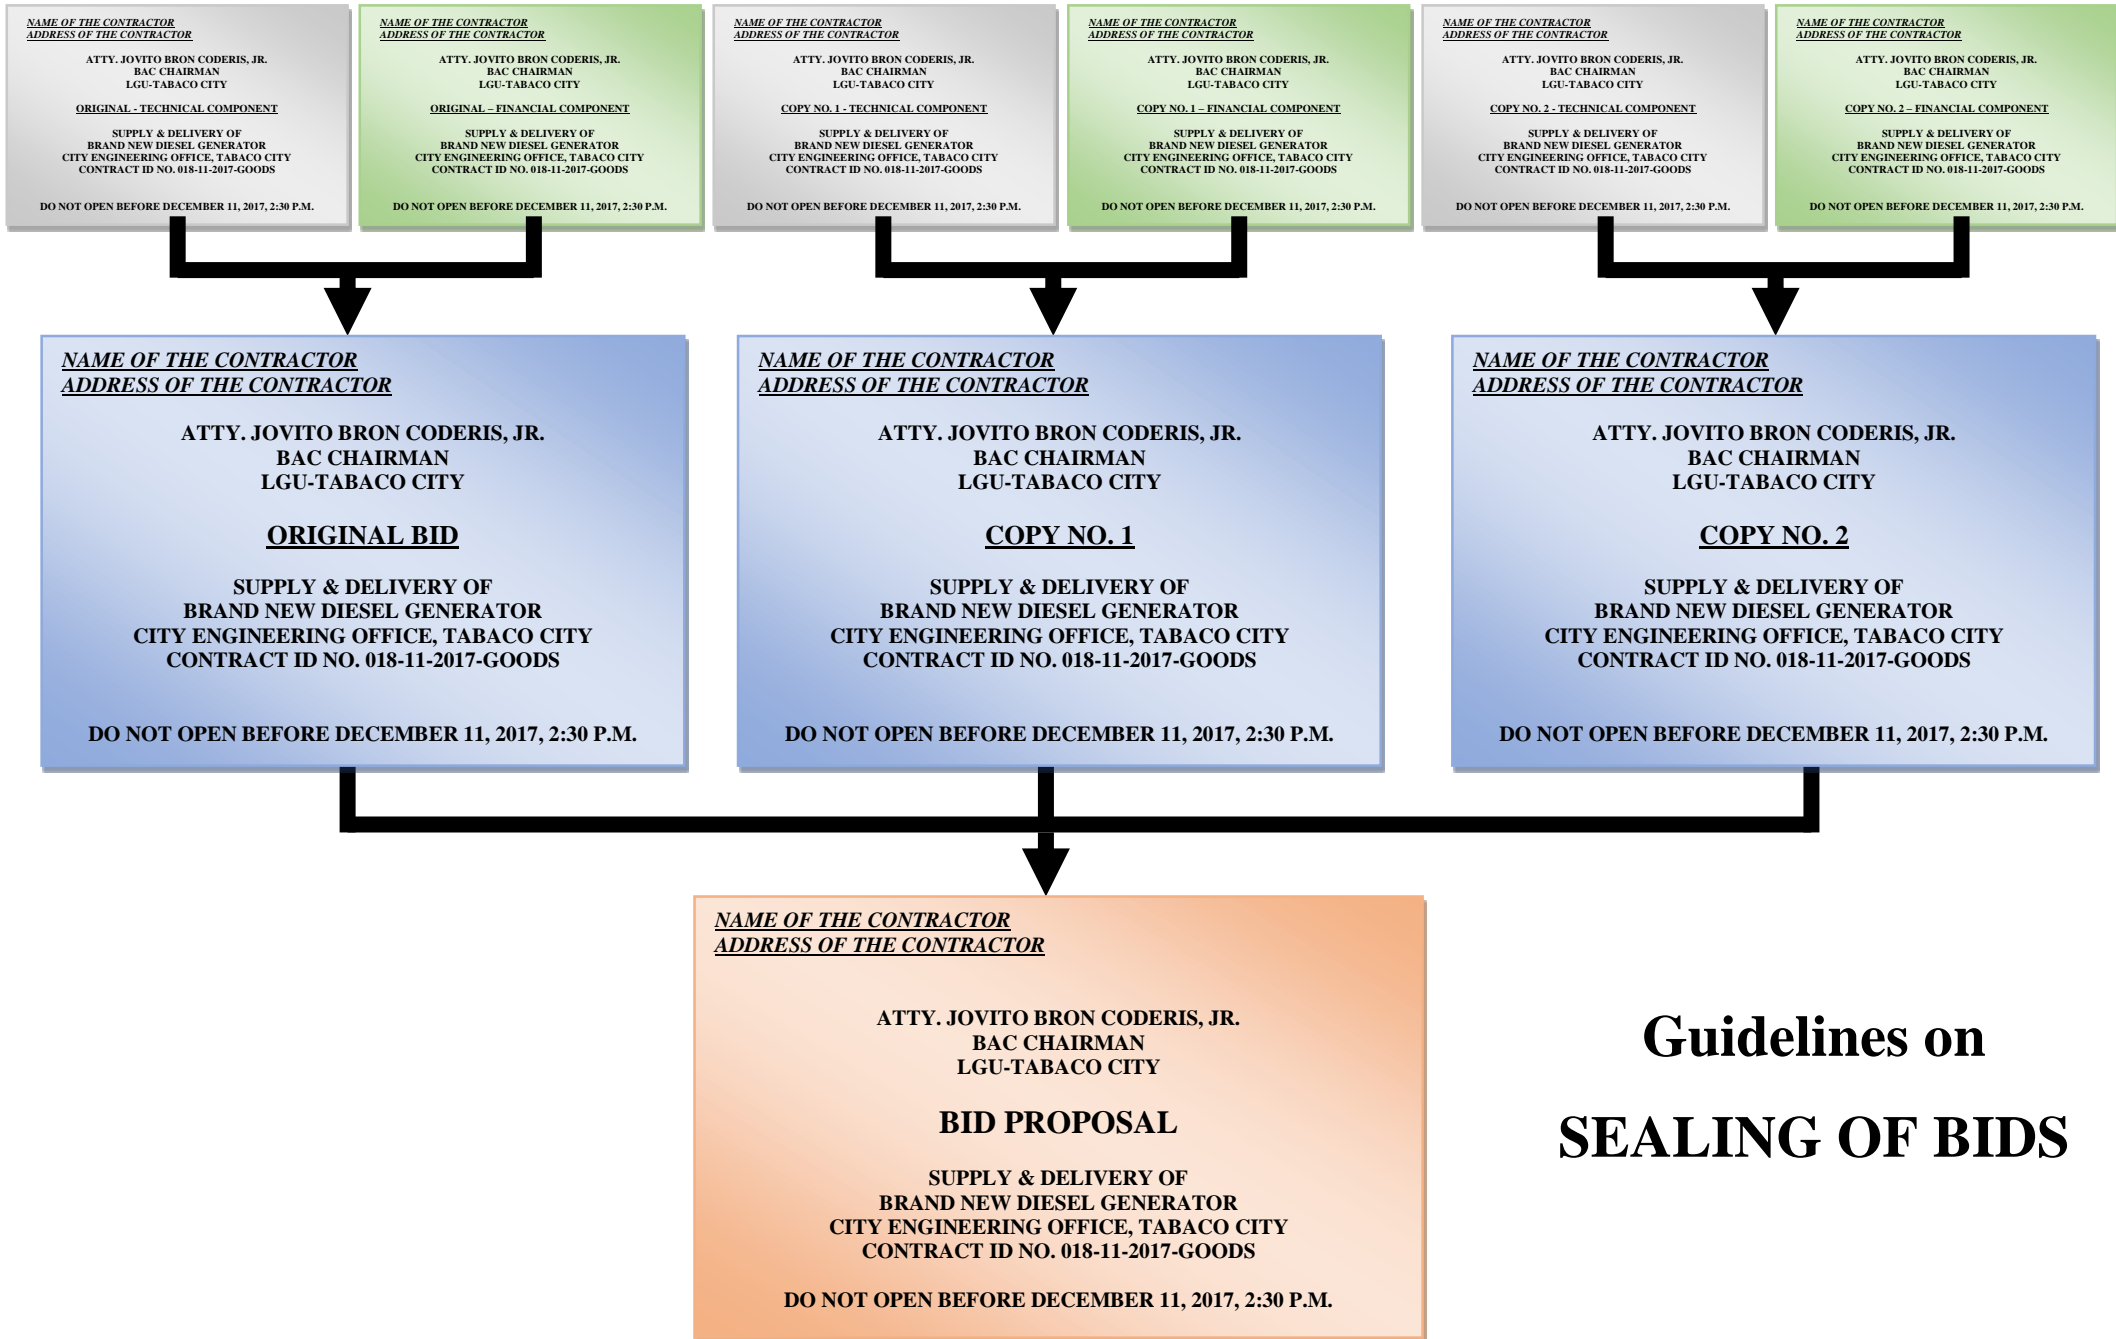 NAME OF THE CONTRACTOR
ADDRESS OF THE CONTRACTOR
ATTY. JOVITO BRON CODERIS, JR.
BAC CHAIRMAN
LGU-TABACO CITY
ORIGINAL - TECHNICAL COMPONENT
SUPPLY & DELIVERY OF
BRAND NEW DIESEL GENERATOR
CITY ENGINEERING OFFICE, TABACO CITY
CONTRACT ID NO. 018-11-2017-GOODS
DO NOT OPEN BEFORE DECEMBER 11, 2017, 2:30 P.M.
NAME OF THE CONTRACTOR
ADDRESS OF THE CONTRACTOR
ATTY. JOVITO BRON CODERIS, JR.
BAC CHAIRMAN
LGU-TABACO CITY
ORIGINAL – FINANCIAL COMPONENT
SUPPLY & DELIVERY OF
BRAND NEW DIESEL GENERATOR
CITY ENGINEERING OFFICE, TABACO CITY
CONTRACT ID NO. 018-11-2017-GOODS
DO NOT OPEN BEFORE DECEMBER 11, 2017, 2:30 P.M.
NAME OF THE CONTRACTOR
ADDRESS OF THE CONTRACTOR
ATTY. JOVITO BRON CODERIS, JR.
BAC CHAIRMAN
LGU-TABACO CITY
COPY NO. 1 - TECHNICAL COMPONENT
SUPPLY & DELIVERY OF
BRAND NEW DIESEL GENERATOR
CITY ENGINEERING OFFICE, TABACO CITY
CONTRACT ID NO. 018-11-2017-GOODS
DO NOT OPEN BEFORE DECEMBER 11, 2017, 2:30 P.M.
NAME OF THE CONTRACTOR
ADDRESS OF THE CONTRACTOR
ATTY. JOVITO BRON CODERIS, JR.
BAC CHAIRMAN
LGU-TABACO CITY
COPY NO. 1 – FINANCIAL COMPONENT
SUPPLY & DELIVERY OF
BRAND NEW DIESEL GENERATOR
CITY ENGINEERING OFFICE, TABACO CITY
CONTRACT ID NO. 018-11-2017-GOODS
DO NOT OPEN BEFORE DECEMBER 11, 2017, 2:30 P.M.
NAME OF THE CONTRACTOR
ADDRESS OF THE CONTRACTOR
ATTY. JOVITO BRON CODERIS, JR.
BAC CHAIRMAN
LGU-TABACO CITY
COPY NO. 2 - TECHNICAL COMPONENT
SUPPLY & DELIVERY OF
BRAND NEW DIESEL GENERATOR
CITY ENGINEERING OFFICE, TABACO CITY
CONTRACT ID NO. 018-11-2017-GOODS
DO NOT OPEN BEFORE DECEMBER 11, 2017, 2:30 P.M.
NAME OF THE CONTRACTOR
ADDRESS OF THE CONTRACTOR
ATTY. JOVITO BRON CODERIS, JR.
BAC CHAIRMAN
LGU-TABACO CITY
COPY NO. 2 – FINANCIAL COMPONENT
SUPPLY & DELIVERY OF
BRAND NEW DIESEL GENERATOR
CITY ENGINEERING OFFICE, TABACO CITY
CONTRACT ID NO. 018-11-2017-GOODS
DO NOT OPEN BEFORE DECEMBER 11, 2017, 2:30 P.M.
NAME OF THE CONTRACTOR
ADDRESS OF THE CONTRACTOR
ATTY. JOVITO BRON CODERIS, JR.
BAC CHAIRMAN
LGU-TABACO CITY
ORIGINAL BID
SUPPLY & DELIVERY OF
BRAND NEW DIESEL GENERATOR
CITY ENGINEERING OFFICE, TABACO CITY
CONTRACT ID NO. 018-11-2017-GOODS
DO NOT OPEN BEFORE DECEMBER 11, 2017, 2:30 P.M.
NAME OF THE CONTRACTOR
ADDRESS OF THE CONTRACTOR
ATTY. JOVITO BRON CODERIS, JR.
BAC CHAIRMAN
LGU-TABACO CITY
COPY NO. 1
SUPPLY & DELIVERY OF
BRAND NEW DIESEL GENERATOR
CITY ENGINEERING OFFICE, TABACO CITY
CONTRACT ID NO. 018-11-2017-GOODS
DO NOT OPEN BEFORE DECEMBER 11, 2017, 2:30 P.M.
NAME OF THE CONTRACTOR
ADDRESS OF THE CONTRACTOR
ATTY. JOVITO BRON CODERIS, JR.
BAC CHAIRMAN
LGU-TABACO CITY
COPY NO. 2
SUPPLY & DELIVERY OF
BRAND NEW DIESEL GENERATOR
CITY ENGINEERING OFFICE, TABACO CITY
CONTRACT ID NO. 018-11-2017-GOODS
DO NOT OPEN BEFORE DECEMBER 11, 2017, 2:30 P.M.
NAME OF THE CONTRACTOR
ADDRESS OF THE CONTRACTOR
ATTY. JOVITO BRON CODERIS, JR.
BAC CHAIRMAN
LGU-TABACO CITY
BID PROPOSAL
SUPPLY & DELIVERY OF
BRAND NEW DIESEL GENERATOR
CITY ENGINEERING OFFICE, TABACO CITY
CONTRACT ID NO. 018-11-2017-GOODS
DO NOT OPEN BEFORE DECEMBER 11, 2017, 2:30 P.M.
Guidelines on
SEALING OF BIDS